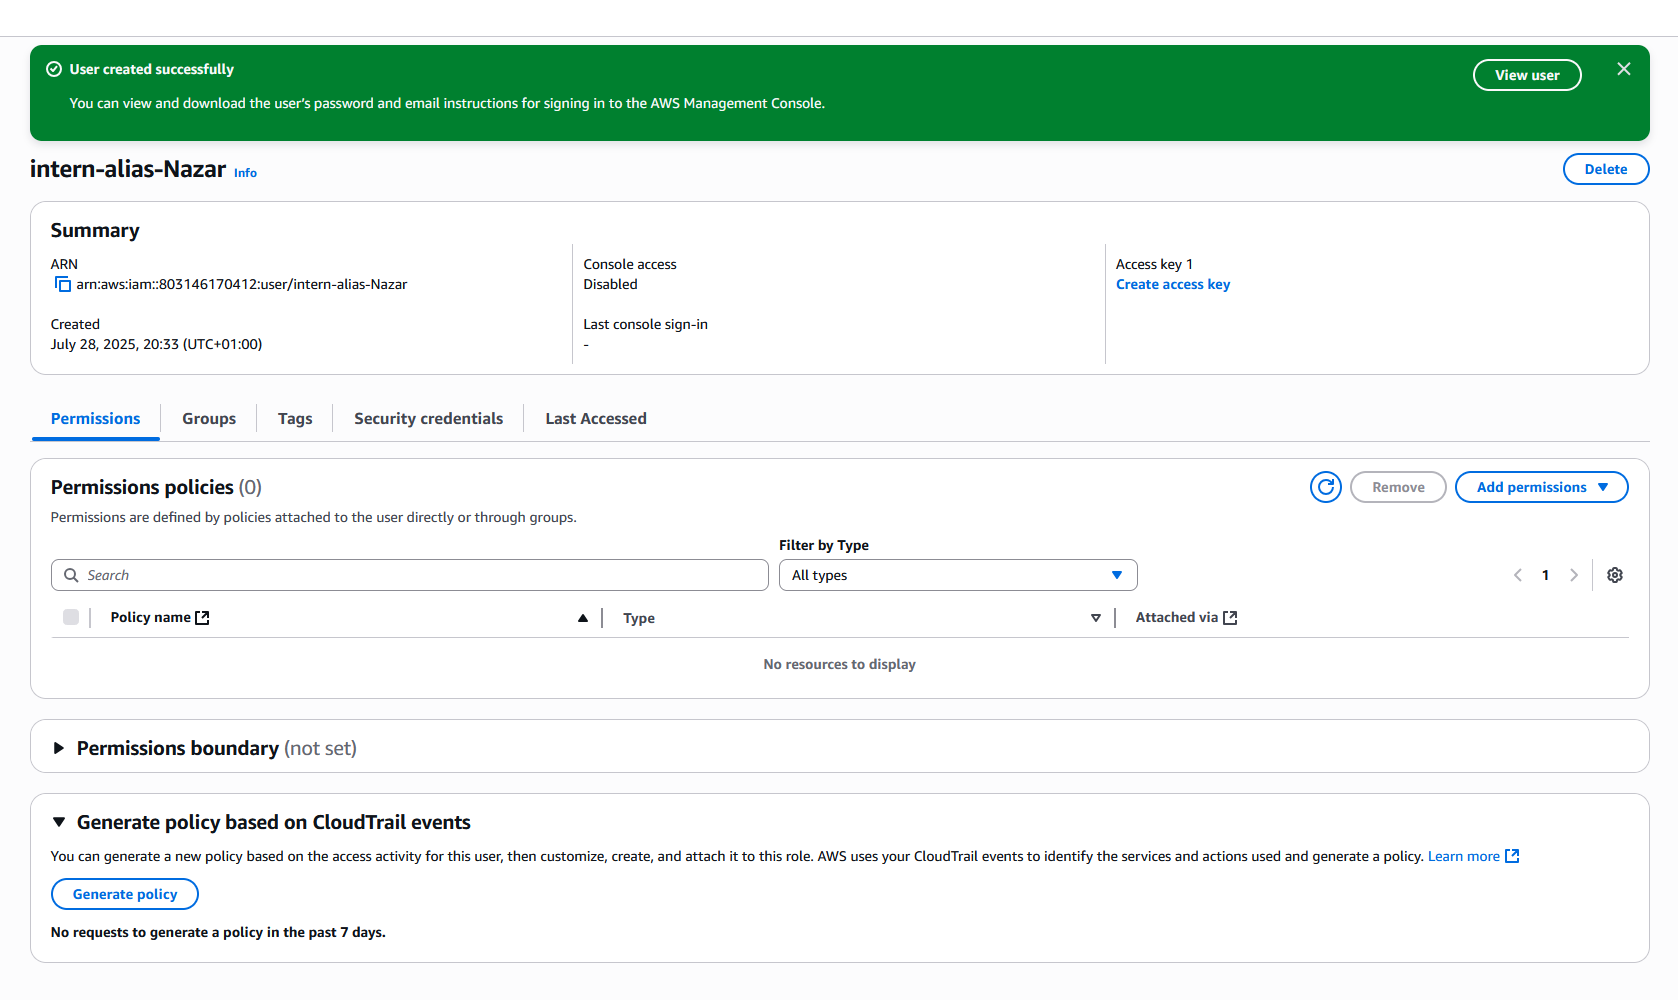 User created successfully
View user
You can view and download the user's password and email instructions for signing in to the AWS Management Console.
intern-alias-Nazar Info
Delete
Summary
ARN
arn:aws:iam::803146170412:user/intern-alias-Nazar
Created
July 28, 2025, 20:33 (UTC+01:00)
Console access
Disabled
Last console sign-in
-
Access key 1
Create access key
Permissions
Groups
Tags
Security credentials
Last Accessed
Permissions policies (0)
Remove
Add permissions
Permissions are defined by policies attached to the user directly or through groups.
Filter by Type
Search
All types
1
Policy name
Type
Attached via
No resources to display
Permissions boundary (not set)
Generate policy based on CloudTrail events
You can generate a new policy based on the access activity for this user, then customize, create, and attach it to this role. AWS uses your CloudTrail events to identify the services and actions used and generate a policy. Learn more
Generate policy
No requests to generate a policy in the past 7 days.